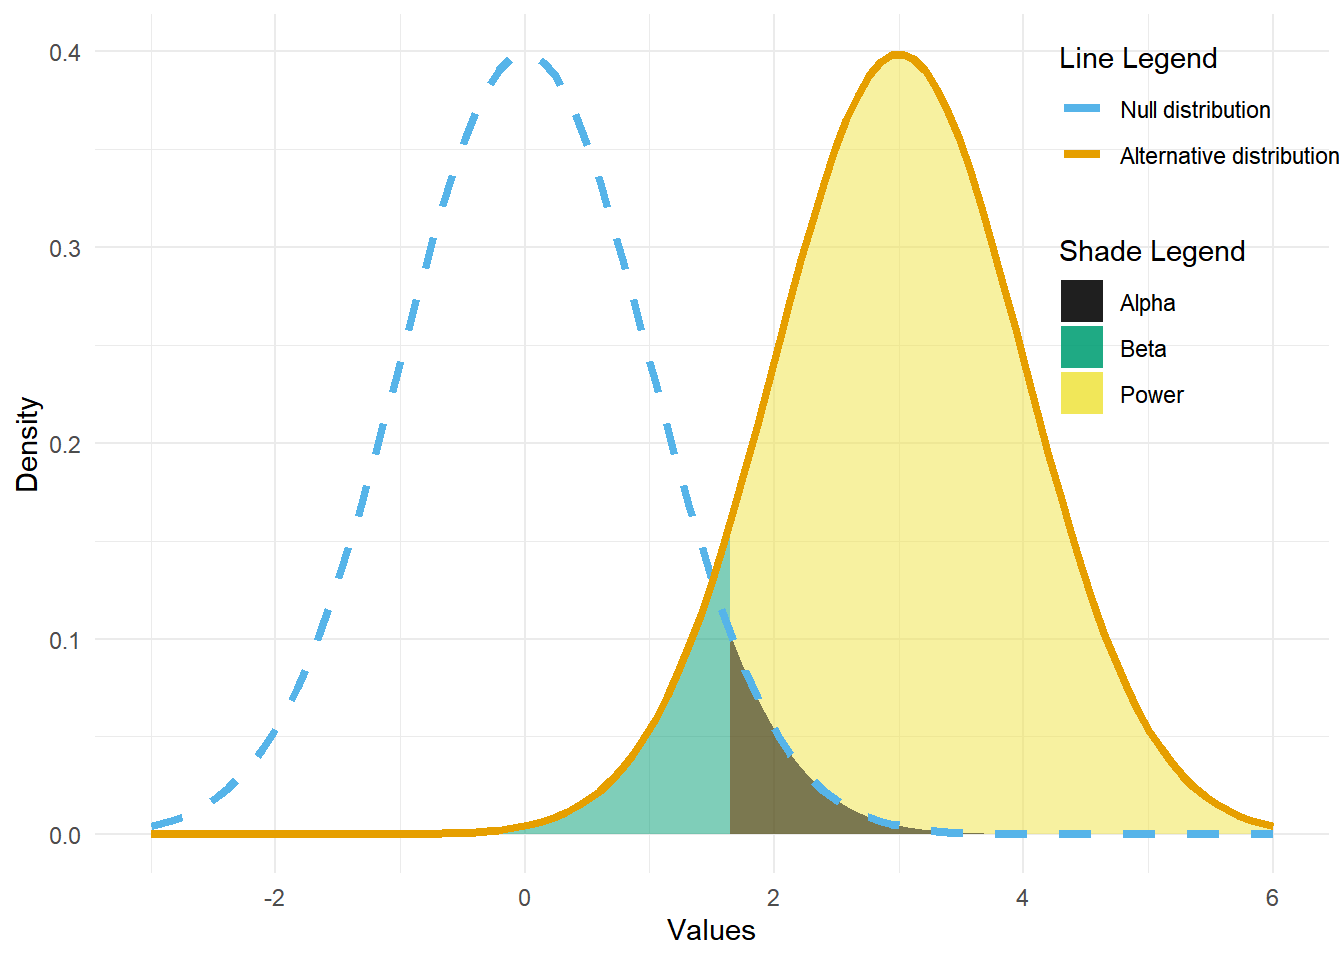 Line Legend
Null distribution
Alternative distribution
Shade Legend
Alpha
Beta
Power
0.4
0.3
0.2
0.1
0.0
Density
-2
0
2
4
6
Values